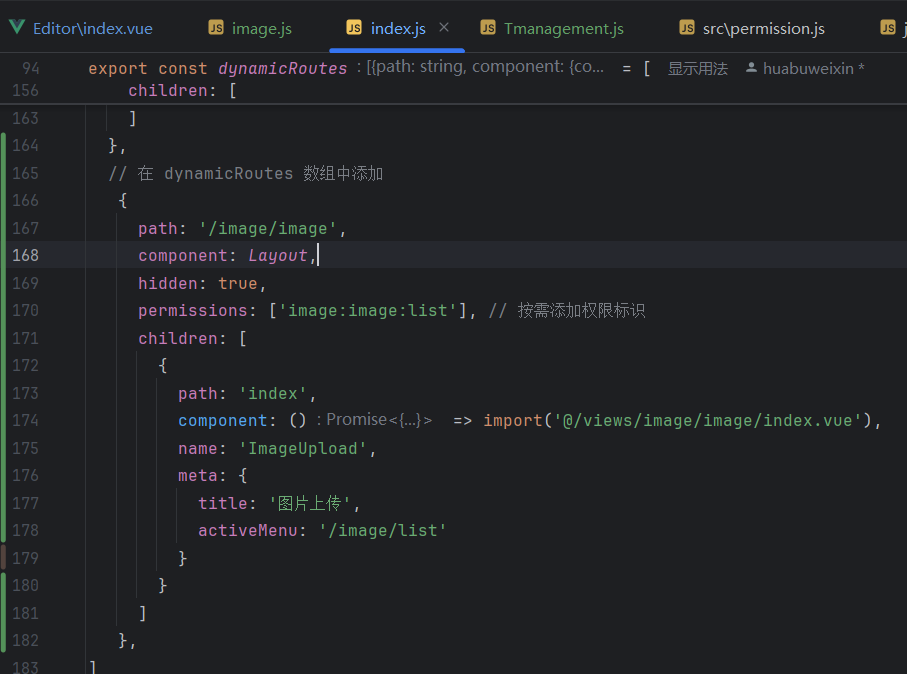 Editor\index.vue JS image.js JS index.js × JS Tmanagement.js JS src\permission.js JS
94 export const dynamicRoutes : [{path: string, component: {co... = [ 显示用法 huabuweixin *
156 children: [
163 ]
164 },
165 // 在 dynamicRoutes 数组中添加
166 {
167 path: '/image/image',
168 component: Layout,
169 hidden: true,
170 permissions: ['image:image:list'], // 按需添加权限标识
171 children: [
172 {
173 path: 'index',
174 component: () : Promise<{...}> => import('@/views/image/image/index.vue'),
175 name: 'ImageUpload',
176 meta: {
177 title: '图片上传',
178 activeMenu: '/image/list'
179 }
180 }
181 ]
182 },
183 ]